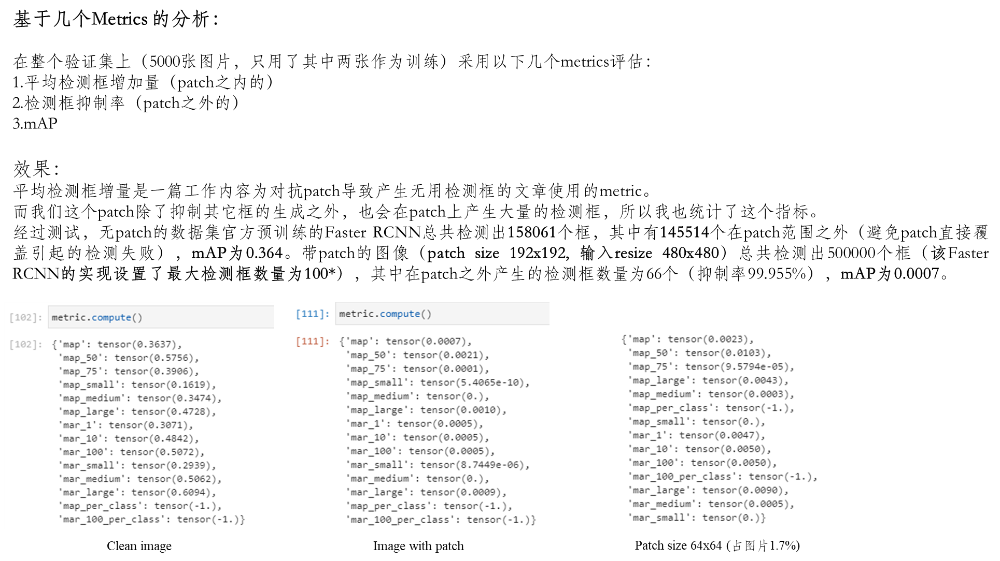 基于几个Metrics 的分析：
在整个验证集上（5000张图片，只用了其中两张作为训练）采用以下几个metrics评估：
1.平均检测框增加量（patch之内的）
2.检测框抑制率（patch之外的）
3.mAP
效果：
平均检测框增量是一篇工作内容为对抗patch导致产生无用检测框的文章使用的metric。
而我们这个patch除了抑制其它框的生成之外，也会在patch上产生大量的检测框，所以我也统计了这个指标。
经过测试，无patch的数据集官方预训练的Faster RCNN总共检测出158061个框，其中有145514个在patch范围之外（避免patch直接覆
盖引起的检测失败），mAP为0.364。带patch的图像（patch size 192x192, 输入resize 480x480）总共检测出500000个框（该Faster
RCNN的实现设置了最大检测框数量为100*），其中在patch之外产生的检测框数量为66个（抑制率99.955%），mAP为0.0007。
[102]: metric.compute()
[102]: {'map': tensor(0.3637),
'map_50': tensor(0.5756),
'map_75': tensor(0.3906),
'map_small': tensor(0.1619),
'map_medium': tensor(0.3474),
'map_large': tensor(0.4728),
'mar_1': tensor(0.3071),
'mar_10': tensor(0.4842),
'mar_100': tensor(0.5072),
'mar_small': tensor(0.2939),
'mar_medium': tensor(0.5062),
'mar_large': tensor(0.6094),
'map_per_class': tensor(-1.),
'mar_100_per_class': tensor(-1.)}
Clean image
[111]: metric.compute()
[111]: {'map': tensor(0.0007),
'map_50': tensor(0.0021),
'map_75': tensor(0.0001),
'map_small': tensor(5.4065e-10),
'map_medium': tensor(0.),
'map_large': tensor(0.0010),
'mar_1': tensor(0.0005),
'mar_10': tensor(0.0005),
'mar_100': tensor(0.0005),
'mar_small': tensor(8.7449e-06),
'mar_medium': tensor(0.),
'mar_large': tensor(0.0009),
'map_per_class': tensor(-1.),
'mar_100_per_class': tensor(-1.)}
Image with patch
{'map': tensor(0.0023),
'map_50': tensor(0.0103),
'map_75': tensor(9.5794e-05),
'map_large': tensor(0.0043),
'map_medium': tensor(0.0003),
'map_per_class': tensor(-1.),
'map_small': tensor(0.),
'mar_1': tensor(0.0047),
'mar_10': tensor(0.0050),
'mar_100': tensor(0.0050),
'mar_100_per_class': tensor(-1.),
'mar_large': tensor(0.0090),
'mar_medium': tensor(0.0005),
'mar_small': tensor(0.)}
Patch size 64x64 (占图片1.7%)